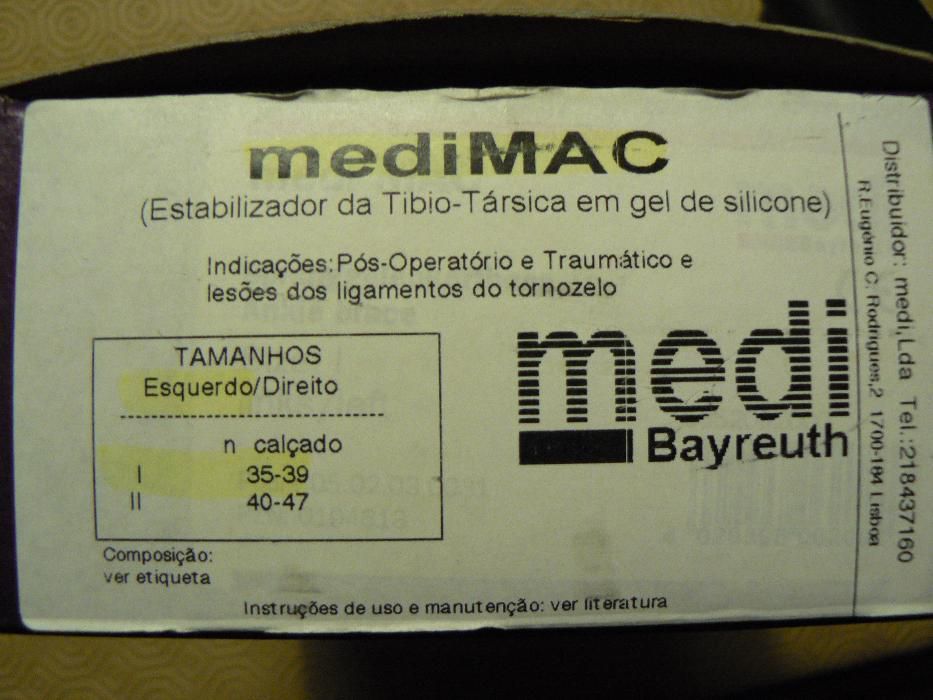 mediMAC
(Estabilizador da Tibio-Társica em gel de silicone)
Indicações:Pós-Operatório e Traumático e
lesões dos ligamentos do tornozelo
TAMANHOS
Esquerdo/Direito
n calçado
I 35-39
II 40-47
Composição:
ver etiqueta
medi
Bayreuth
Instruções de uso e manutenção: ver literatura
Distribuidor: medi,Lda Tel.:218437160
R.Eugénio C. Rodrigues,2 1700-184 Lisboa